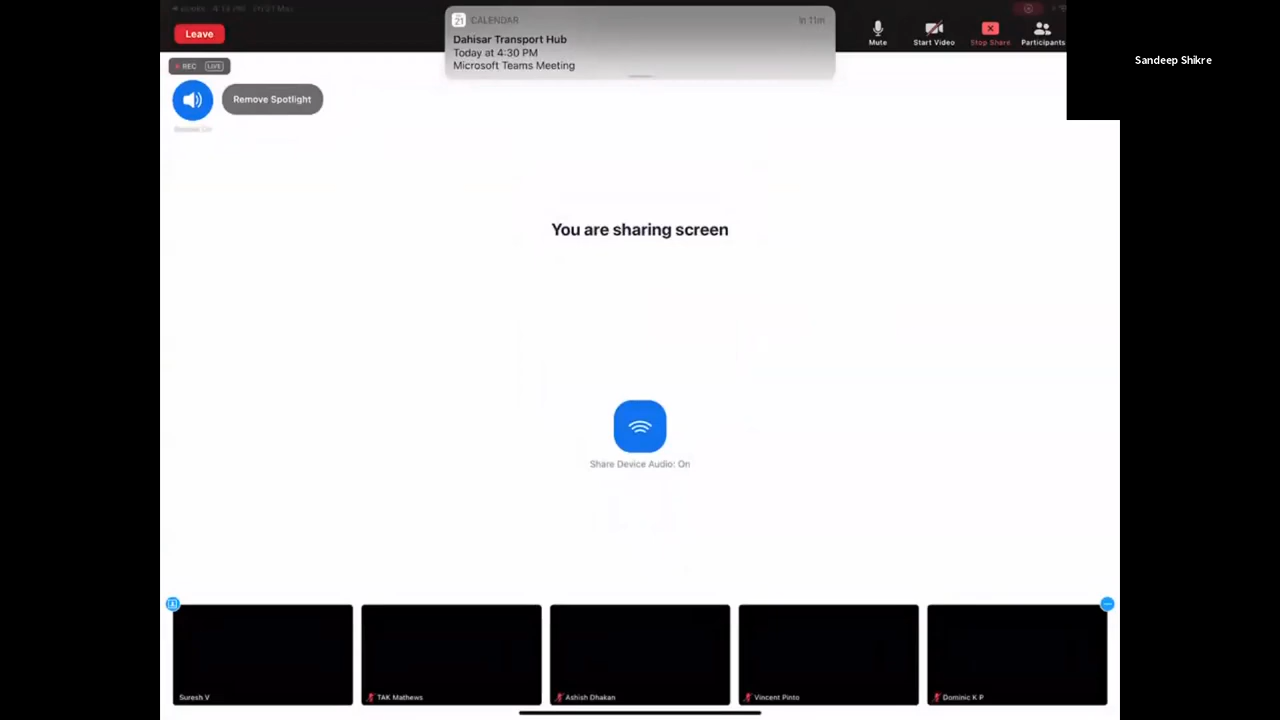 Leave
21
CALENDAR
in 11m
Dahisar Transport Hub
Today at 4:30 PM
Microsoft Teams Meeting
Mute
Start Video
Stop Share
Participants
Sandeep Shikre
REC LIVE
Remove Spotlight
You are sharing screen
Share Device Audio: On
Suresh V
TAK Mathews
Ashish Dhakan
Vincent Pinto
Dominic K P